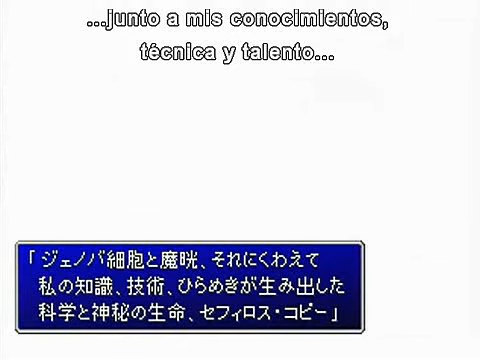 ...junto a mis conocimientos,
técnica y talento...
「ジェノバ細胞と魔晄、それにくわえて
私の知識、技術、ひらめきが生み出した
科学と神秘の生命、セフィロス・コピー」